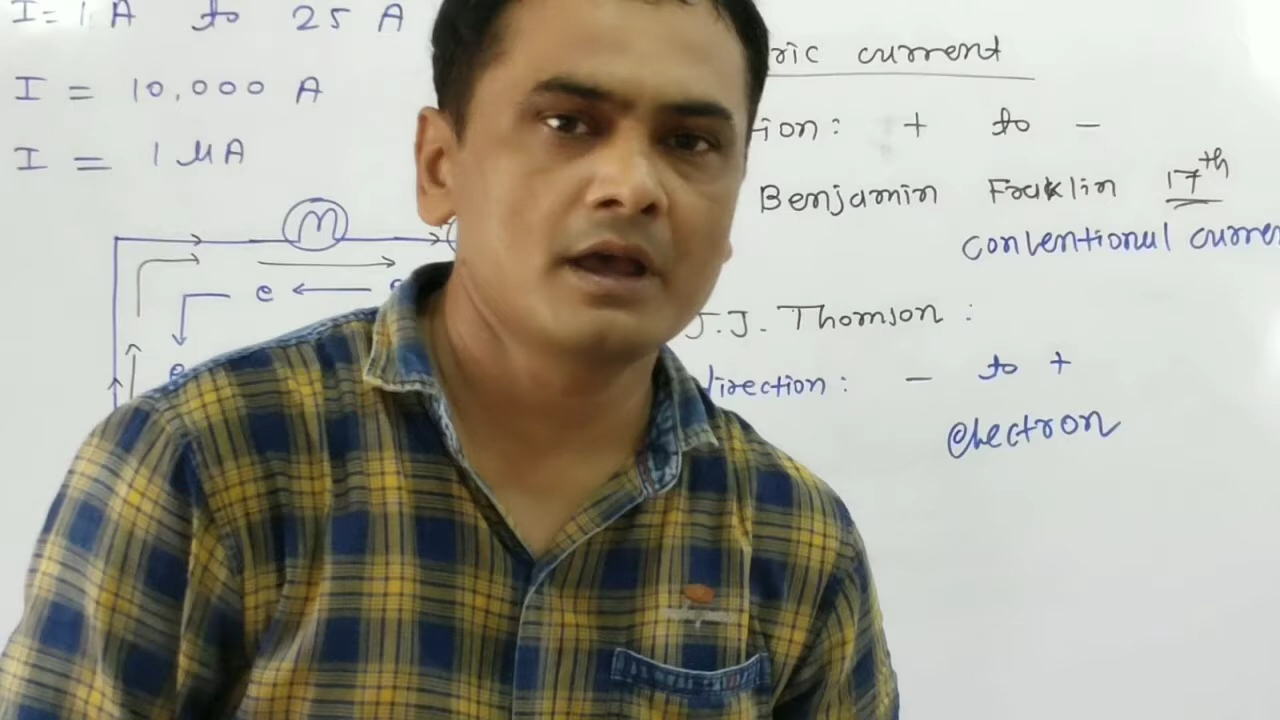 I = 1 A to 25 A
I = 10,000 A
I = 1 μA
M
e
e
ric current
ion: + to -
Benjamin Fraklin 17th
conventional curre
J.J. Thomson :
direction: - to +
electron